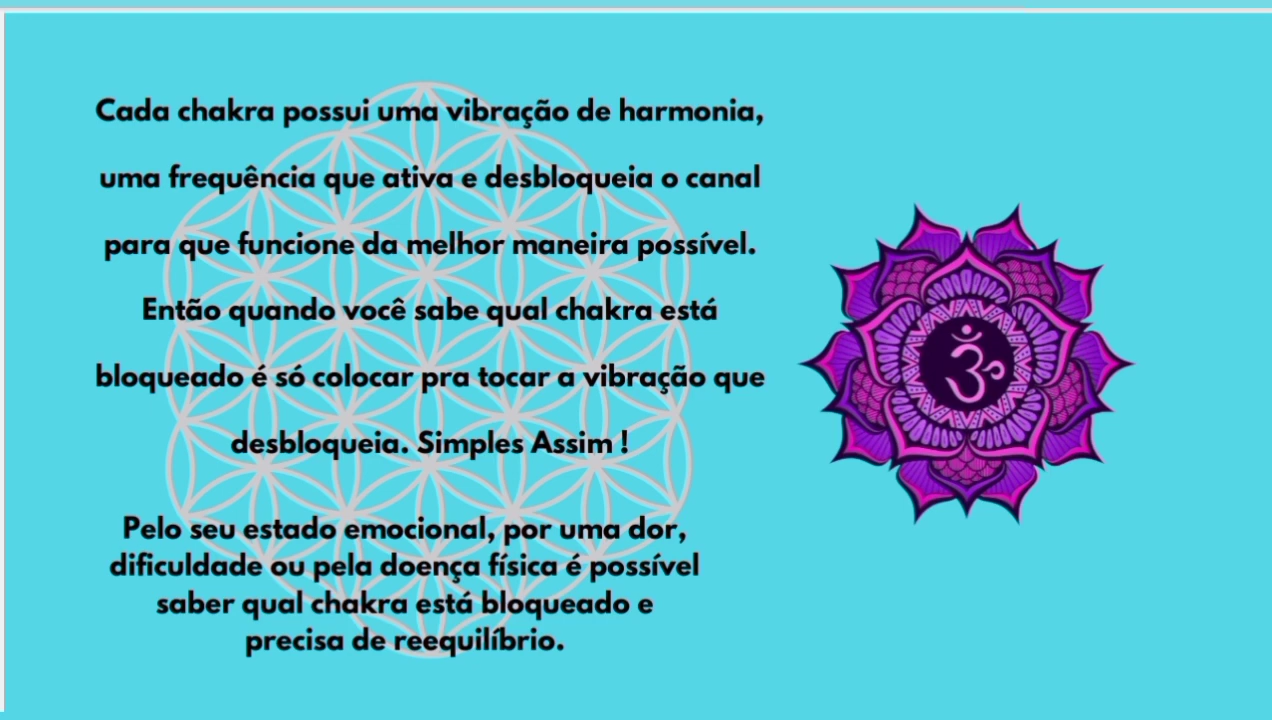 Cada chakra possui uma vibração de harmonia,
uma frequência que ativa e desbloqueia o canal
para que funcione da melhor maneira possível.
Então quando você sabe qual chakra está
bloqueado é só colocar pra tocar a vibração que
desbloqueia. Simples Assim !
Pelo seu estado emocional, por uma dor,
dificuldade ou pela doença física é possível
saber qual chakra está bloqueado e
precisa de reequilíbrio.
ॐ